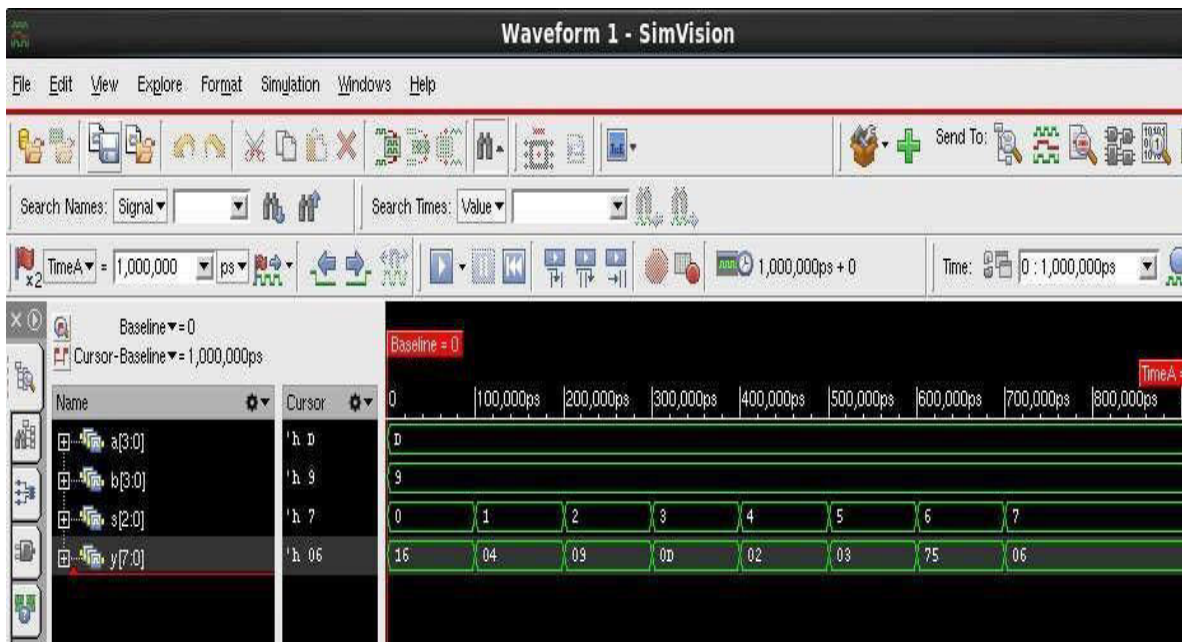 Waveform 1 - SimVision
File Edit View Explore Format Simulation Windows Help
Send To:
Search Names: Signal Search Times: Value
x2 TimeA = 1,000,000 ps 1,000,000ps + 0 Time: 0 : 1,000,000ps
Baseline = 0
Cursor-Baseline = 1,000,000ps
Baseline = 0
TimeA =
Name Cursor 0 100,000ps 200,000ps 300,000ps 400,000ps 500,000ps 600,000ps 700,000ps 800,000ps
a[3:0] 'h D D
b[3:0] 'h 9 9
s[2:0] 'h 7 0 1 2 3 4 5 6 7
y[7:0] 'h 06 16 04 09 0D 02 03 75 06